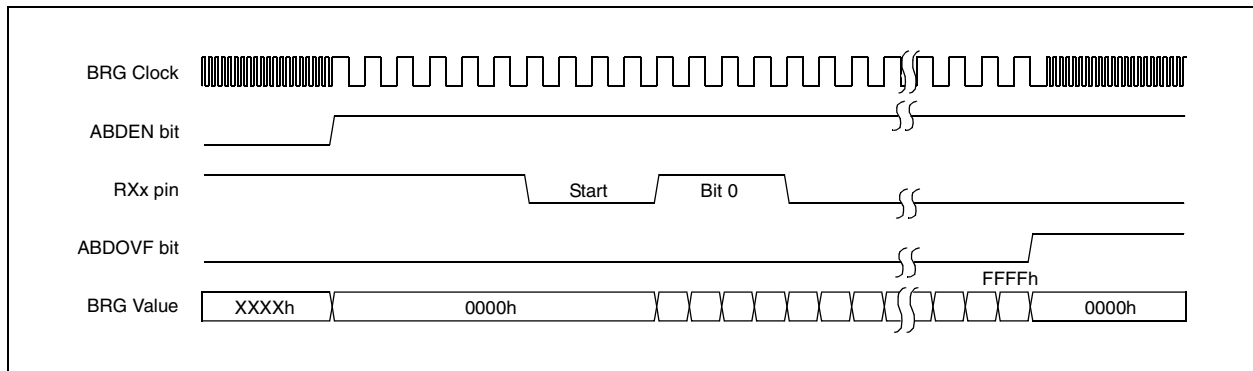 BRG Clock
ABDEN bit
RXx pin
Start
Bit 0
ABDOVF bit
FFFFh
BRG Value
XXXXh
0000h
0000h